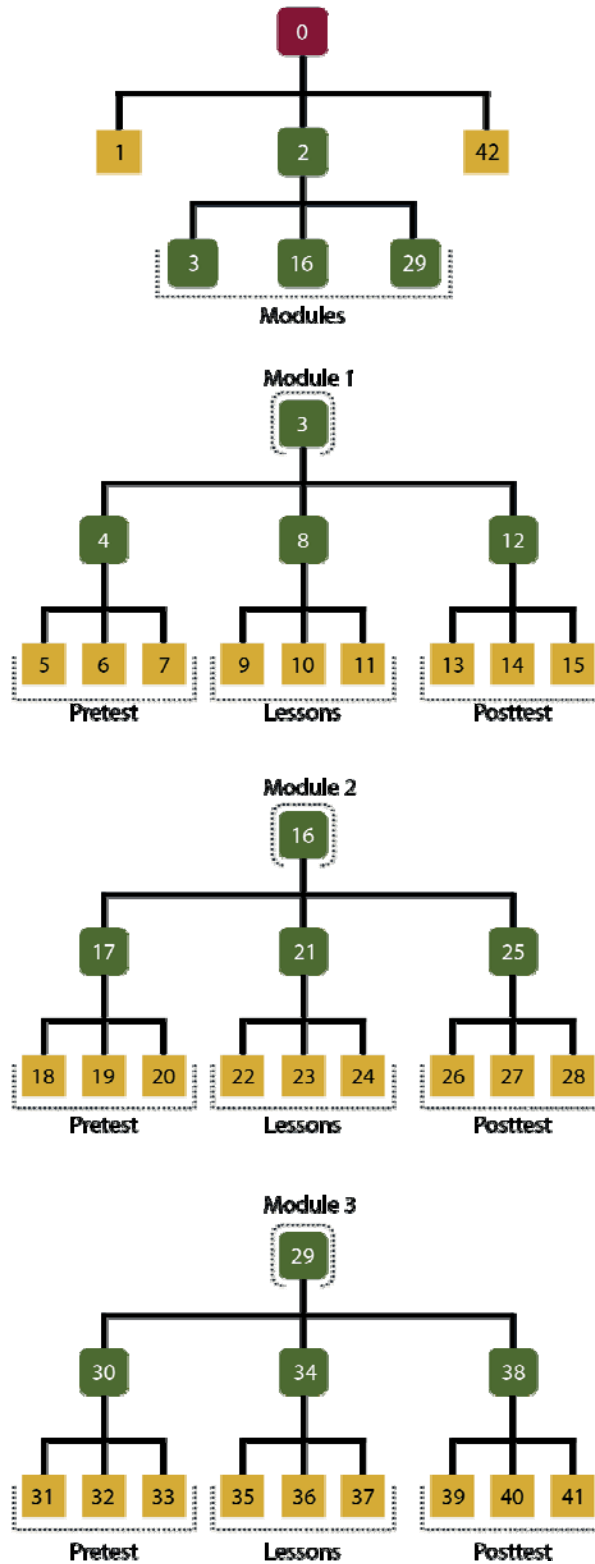 0
1 2 42
3 16 29
Modules
Module 1
3
4 8 12
5 6 7 9 10 11 13 14 15
Pretest Lessons Posttest
Module 2
16
17 21 25
18 19 20 22 23 24 26 27 28
Pretest Lessons Posttest
Module 3
29
30 34 38
31 32 33 35 36 37 39 40 41
Pretest Lessons Posttest